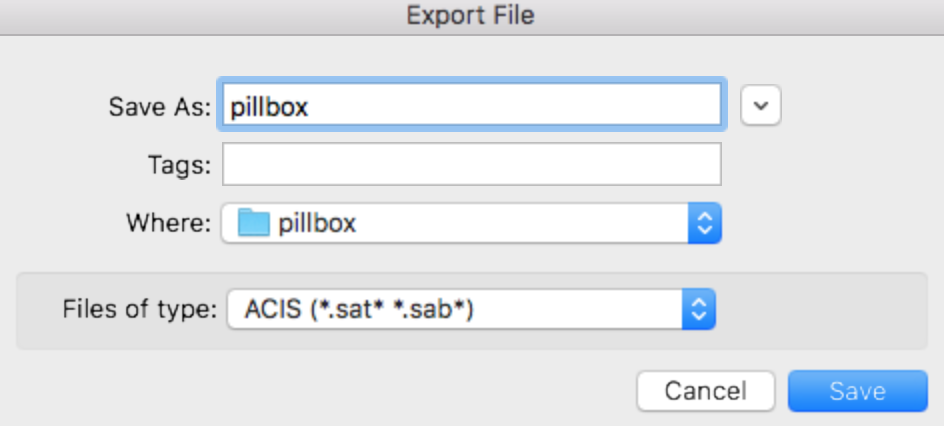 Export File
Save As: pillbox
Tags:
Where: pillbox
Files of type: ACIS (*.sat* *.sab*)
Cancel Save